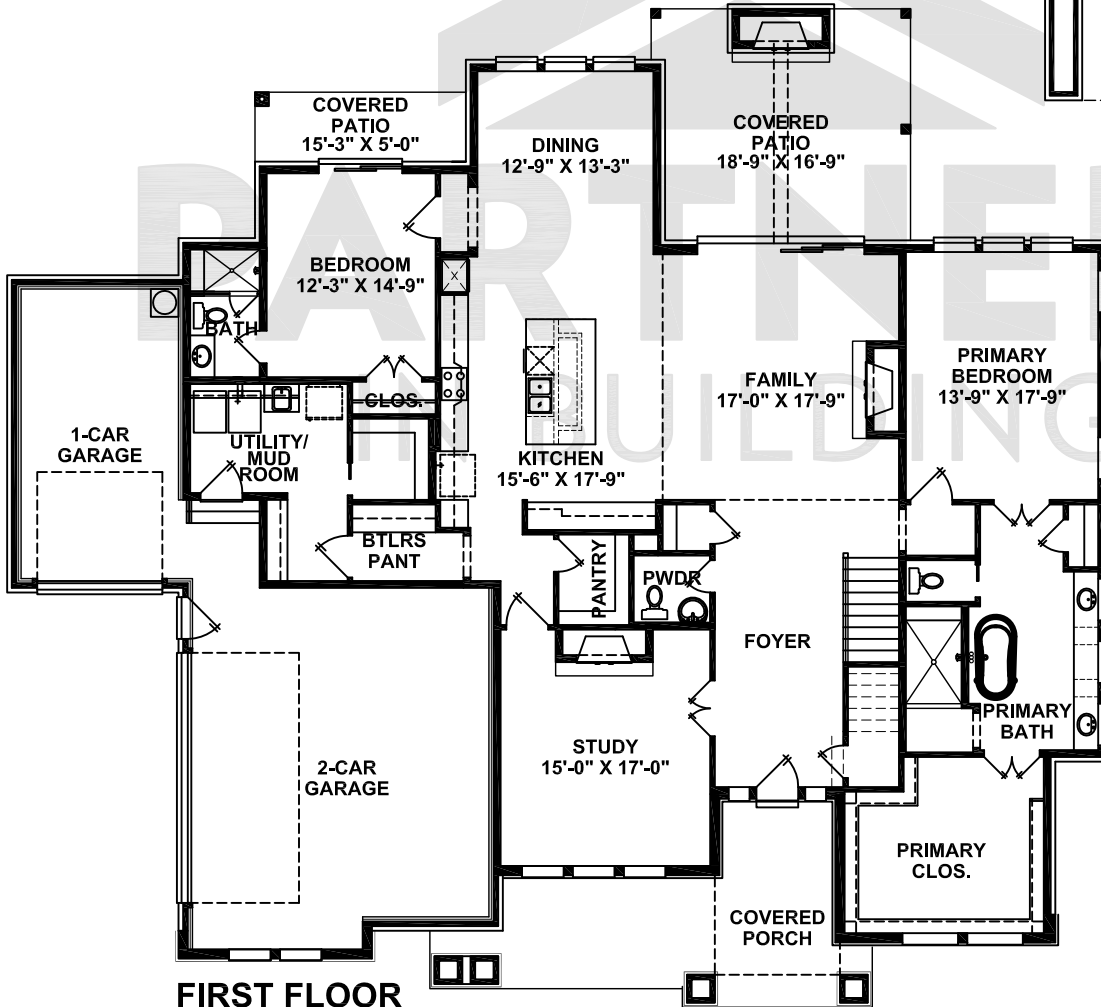 COVERED
PATIO
15'-3" X 5'-0"
DINING
12'-9" X 13'-3"
COVERED
PATIO
18'-9" X 16'-9"
BEDROOM
12'-3" X 14'-9"
BATH
CLOS.
UTILITY/
MUD
ROOM
1-CAR
GARAGE
KITCHEN
15'-6" X 17'-9"
FAMILY
17'-0" X 17'-9"
PRIMARY
BEDROOM
13'-9" X 17'-9"
BTLRS
PANT
PANTRY
PWDR
FOYER
PRIMARY
BATH
STUDY
15'-0" X 17'-0"
2-CAR
GARAGE
PRIMARY
CLOS.
COVERED
PORCH
FIRST FLOOR
PARTNE
IN BUILDING